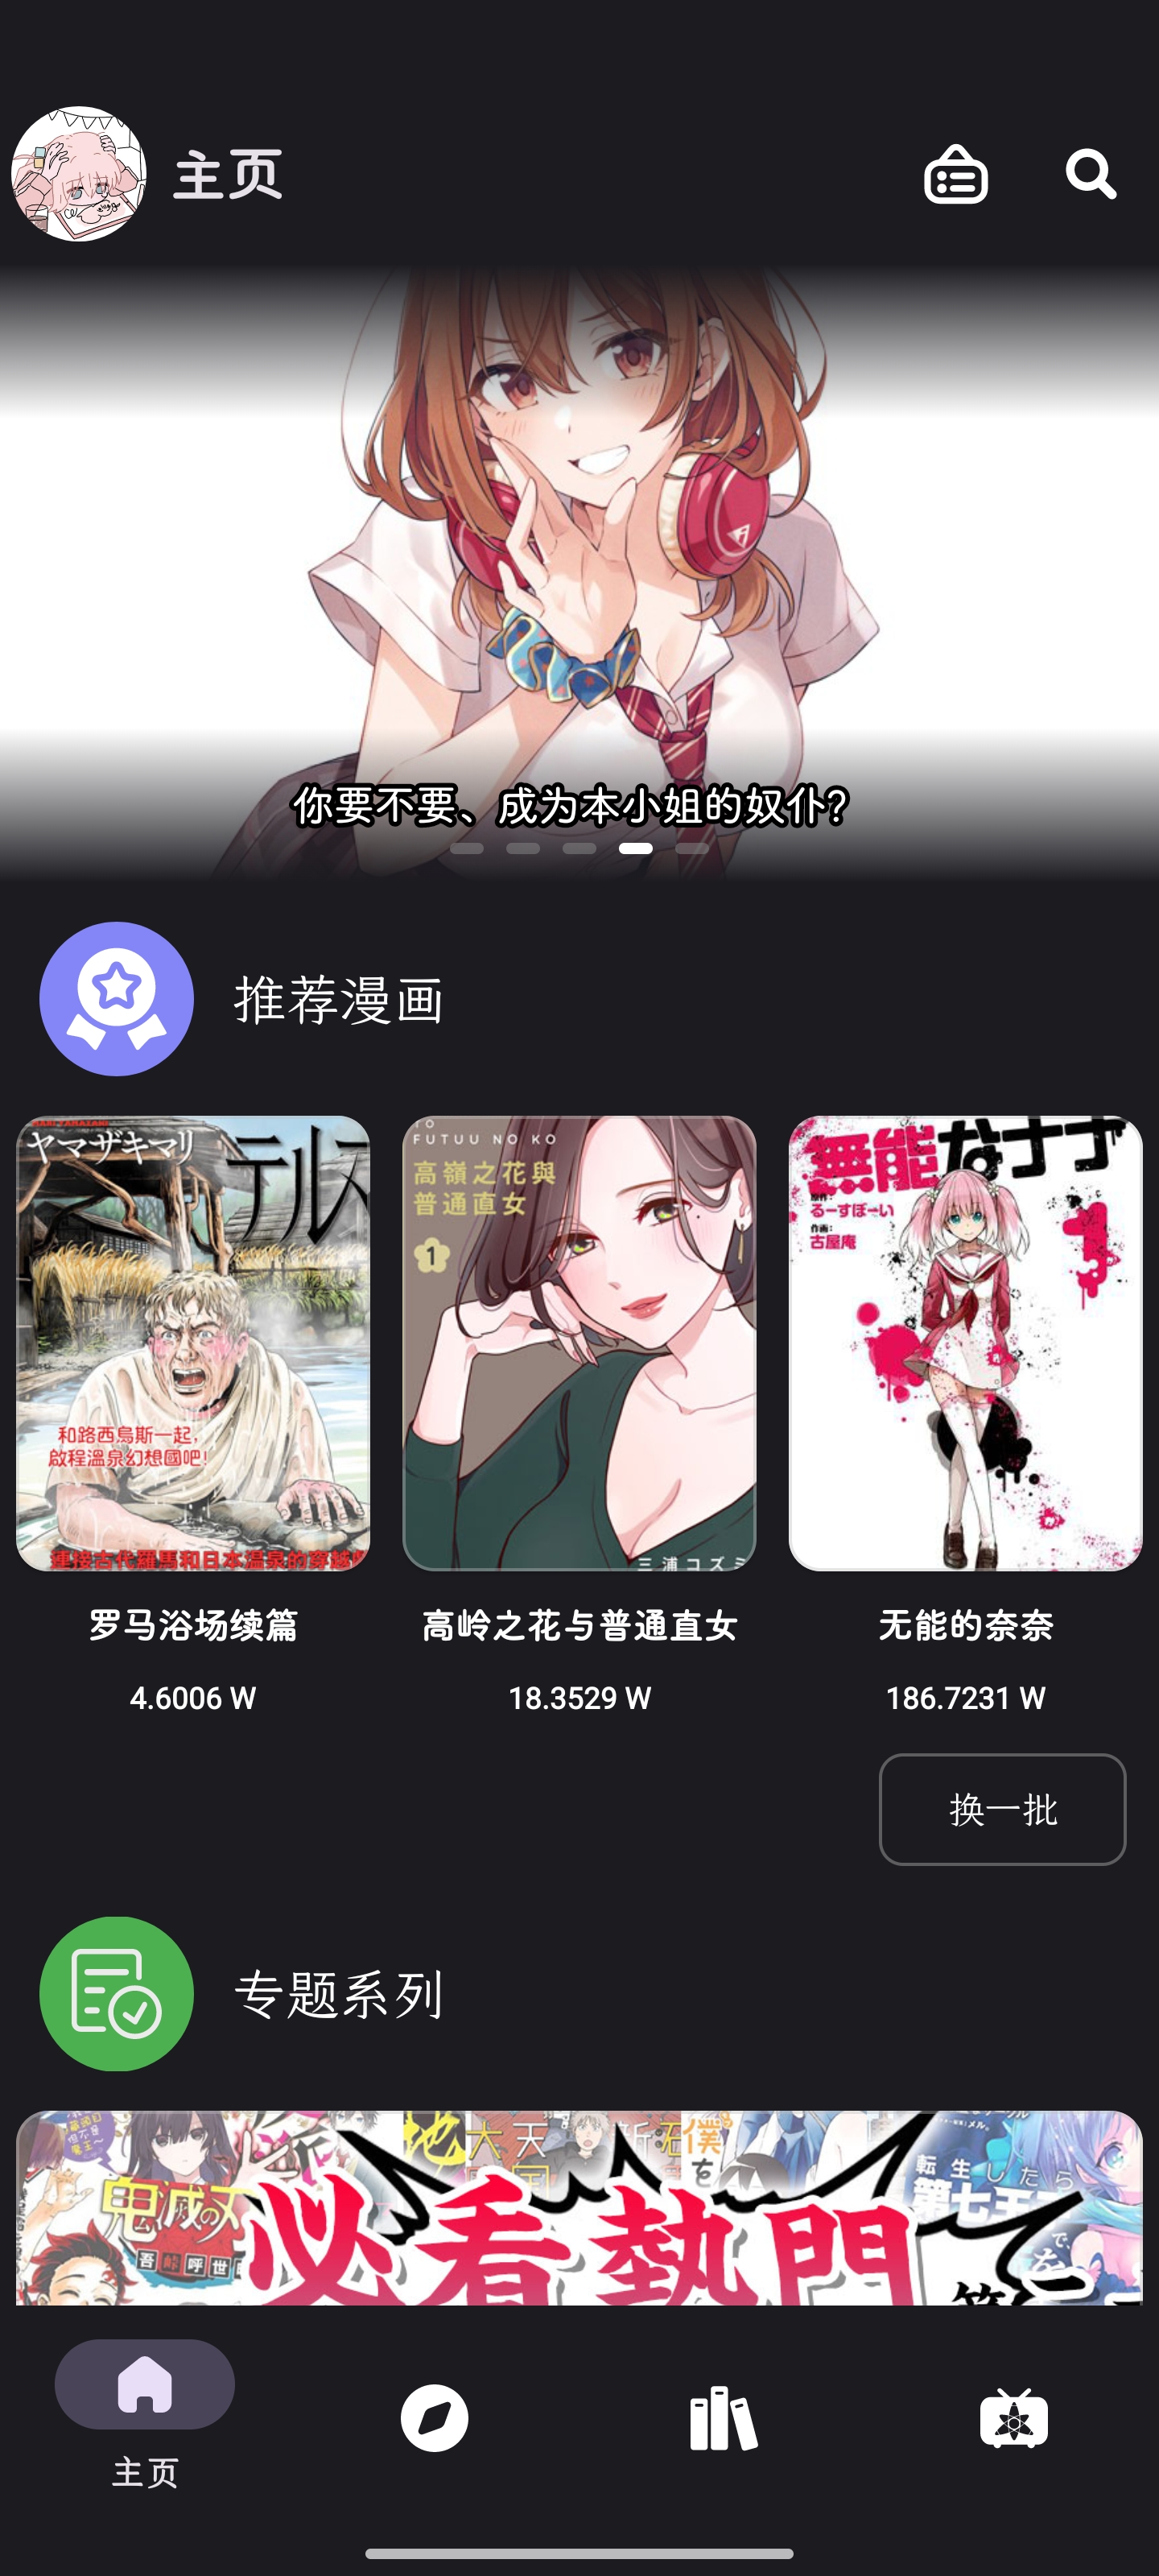 主页
你要不要、成为本小姐的奴仆?
推荐漫画
ヤマザキマリ
テルマ
和路西烏斯一起，
啟程溫泉幻想國吧!
連接古代羅馬和日本溫泉的穿越
FUTUU NO KO
高嶺之花與
普通直女
1
三浦コズミ
無能なナナ
原作:
るーすぼーい
作画:
古屋庵
1
罗马浴场续篇
高岭之花与普通直女
无能的奈奈
4.6006 W
18.3529 W
186.7231 W
换一批
专题系列
鬼滅の刃
吾峠呼世
大
天
僕
を
転生したら
第七王
で、
必看熱門
主页